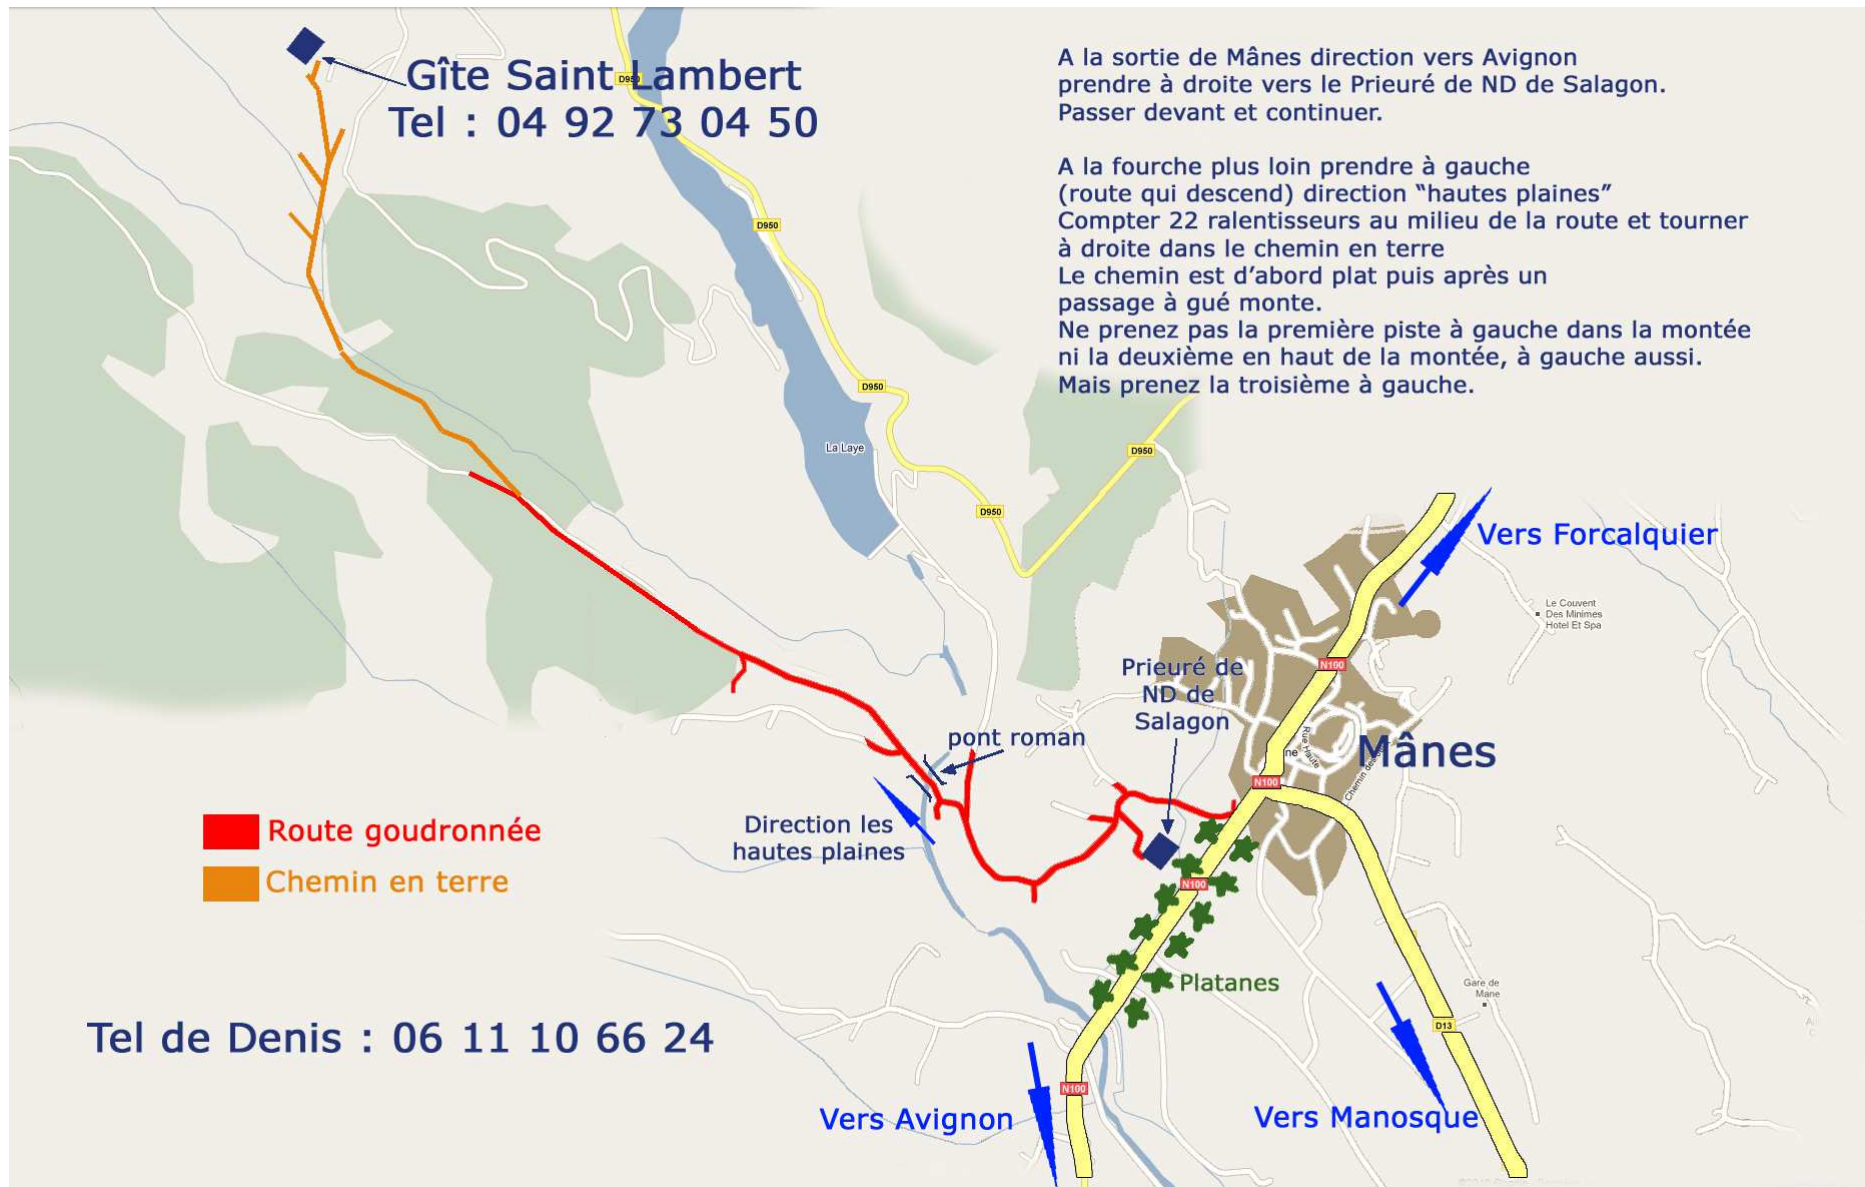 Gîte Saint Lambert
Tel : 04 92 73 04 50
A la sortie de Mânes direction vers Avignon
prendre à droite vers le Prieuré de ND de Salagon.
Passer devant et continuer.
A la fourche plus loin prendre à gauche
(route qui descend) direction “hautes plaines”
Compter 22 ralentisseurs au milieu de la route et tourner
à droite dans le chemin en terre
Le chemin est d’abord plat puis après un
passage à gué monte.
Ne prenez pas la première piste à gauche dans la montée
ni la deuxième en haut de la montée, à gauche aussi.
Mais prenez la troisième à gauche.
D950
D950
D950
La Laye
D950
D950
Vers Forcalquier
Le Couvent
Des Minimes
Hotel Et Spa
N100
Prieuré de
ND de
Salagon
pont roman
Rue Haute
Mânes
N100
Direction les
hautes plaines
Route goudronnée
Chemin en terre
N100
Platanes
Gare de
Mane
D13
Tel de Denis : 06 11 10 66 24
N100
Vers Avignon
Vers Manosque